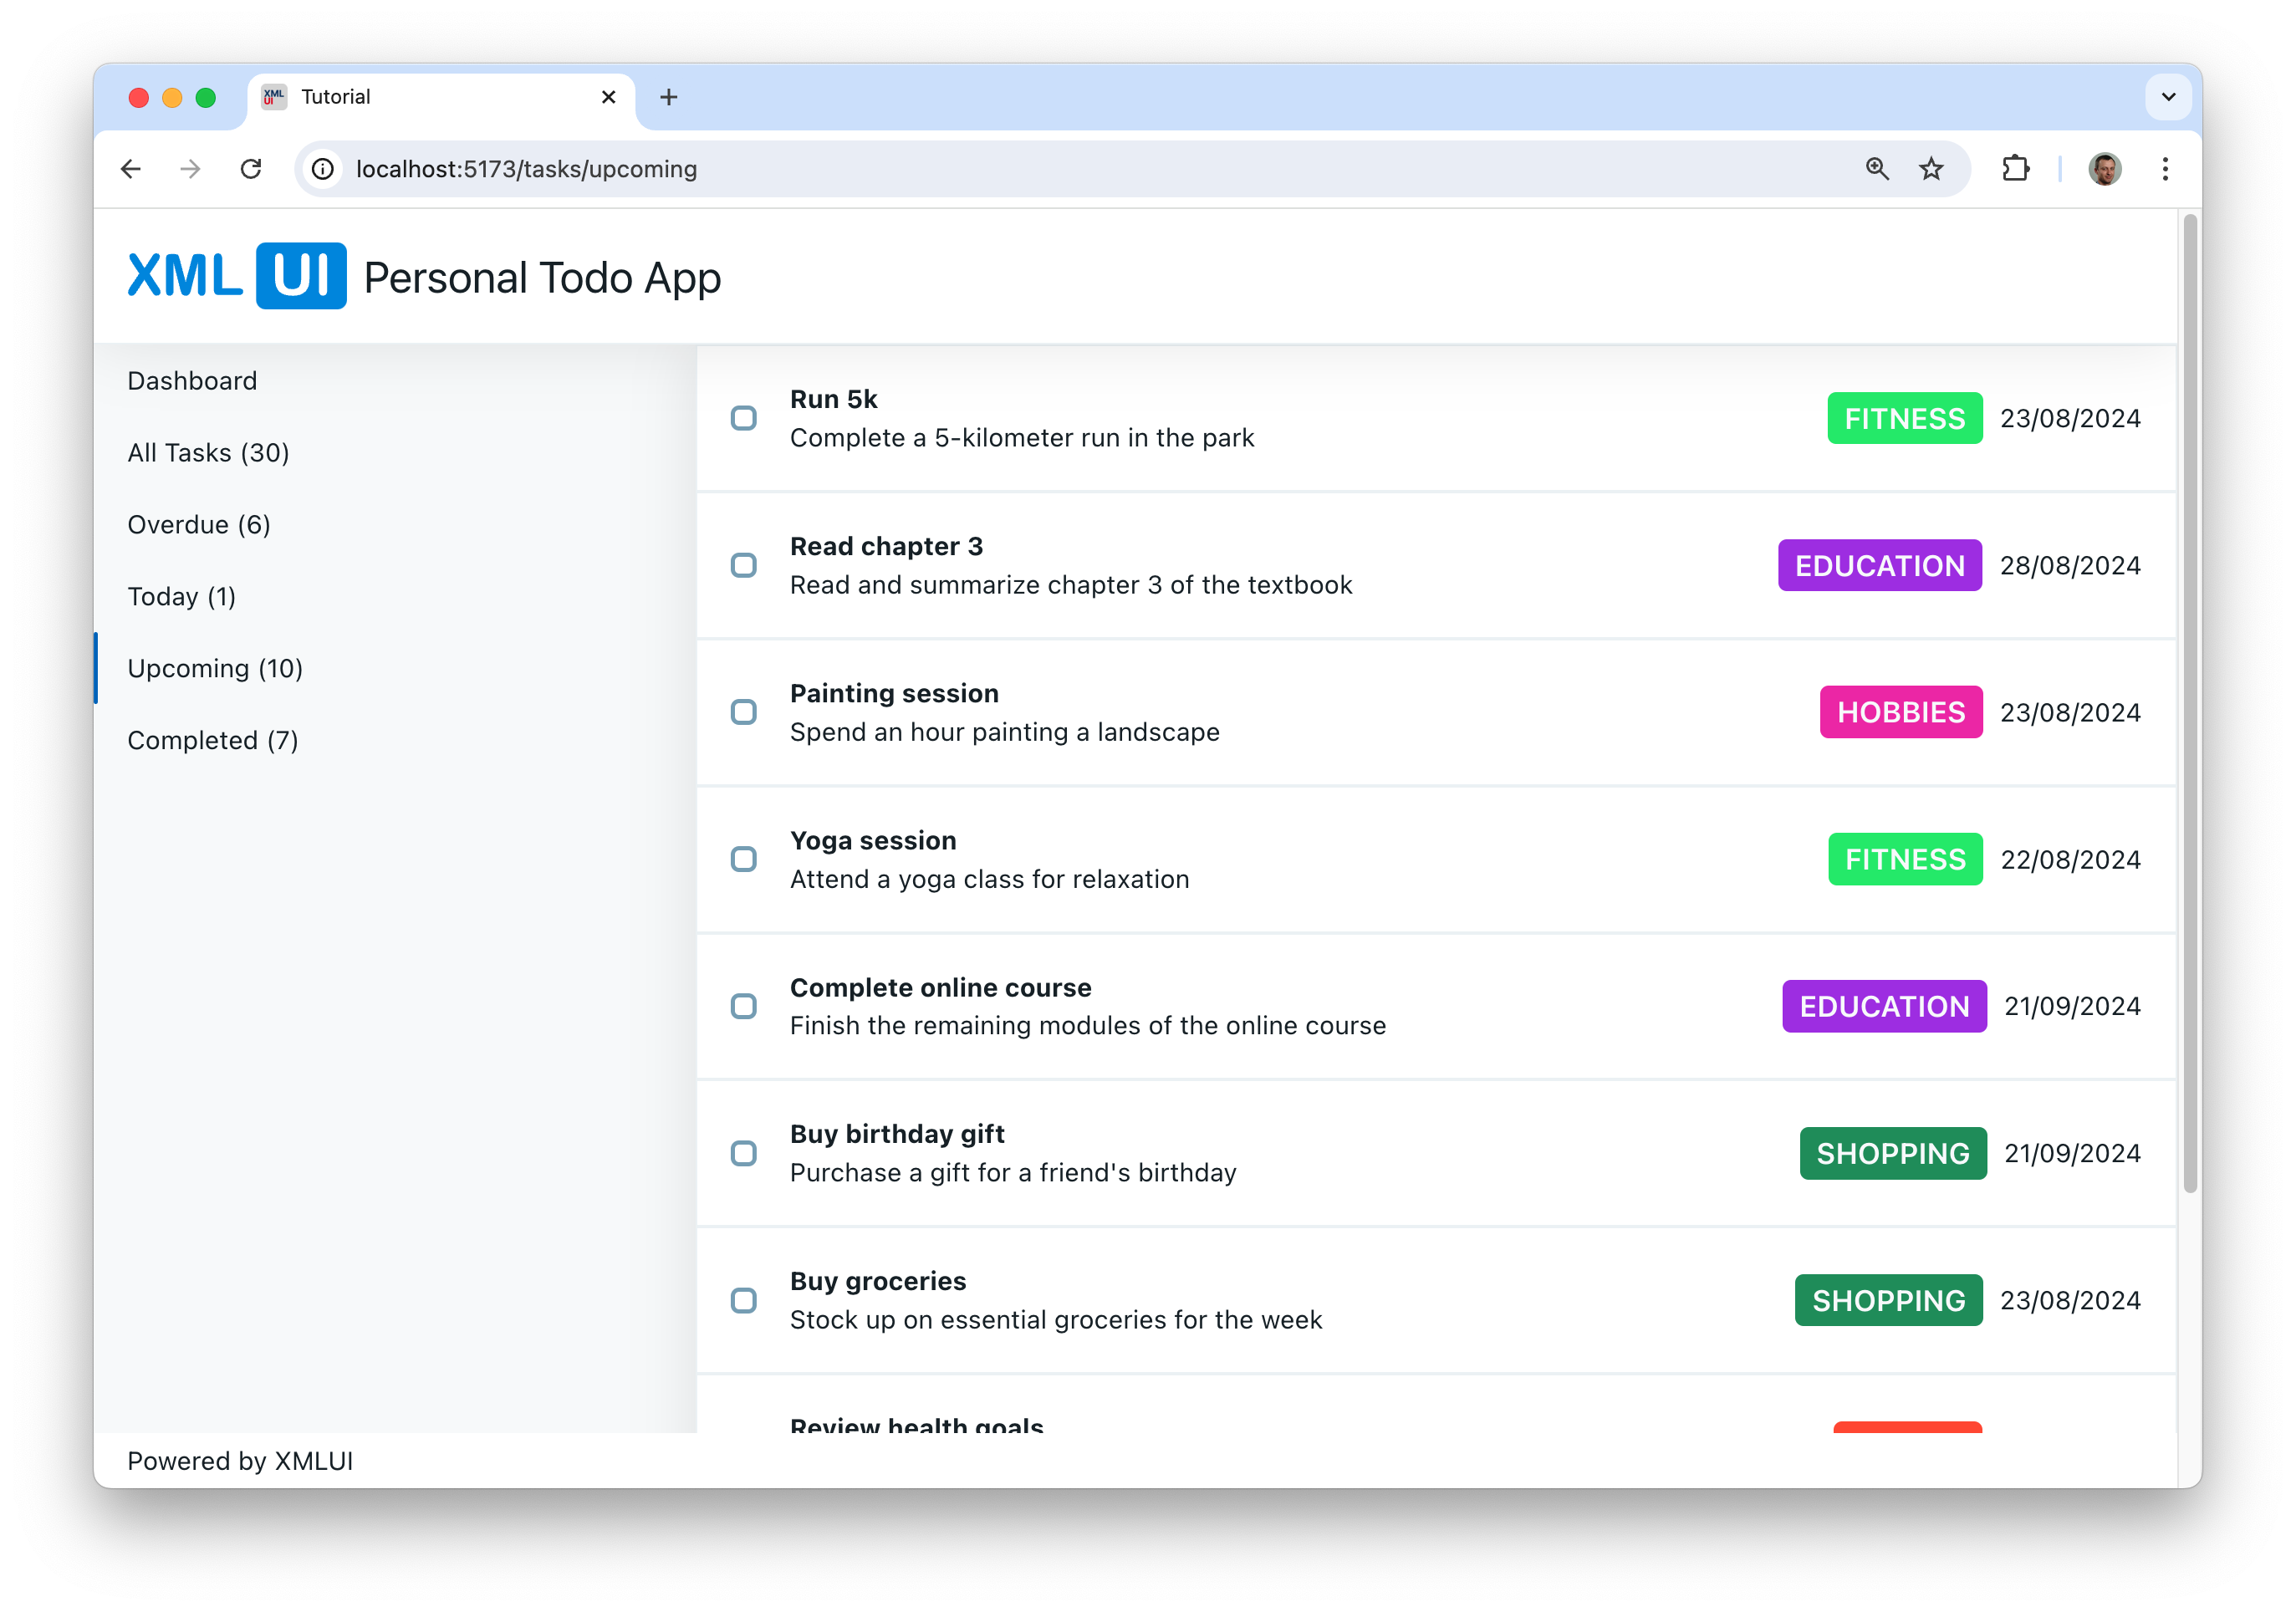 XML UI Tutorial
localhost:5173/tasks/upcoming
XML UI Personal Todo App
Dashboard
All Tasks (30)
Overdue (6)
Today (1)
Upcoming (10)
Completed (7)
Run 5k
Complete a 5-kilometer run in the park
FITNESS 23/08/2024
Read chapter 3
Read and summarize chapter 3 of the textbook
EDUCATION 28/08/2024
Painting session
Spend an hour painting a landscape
HOBBIES 23/08/2024
Yoga session
Attend a yoga class for relaxation
FITNESS 22/08/2024
Complete online course
Finish the remaining modules of the online course
EDUCATION 21/09/2024
Buy birthday gift
Purchase a gift for a friend's birthday
SHOPPING 21/09/2024
Buy groceries
Stock up on essential groceries for the week
SHOPPING 23/08/2024
Review health goals
Powered by XMLUI